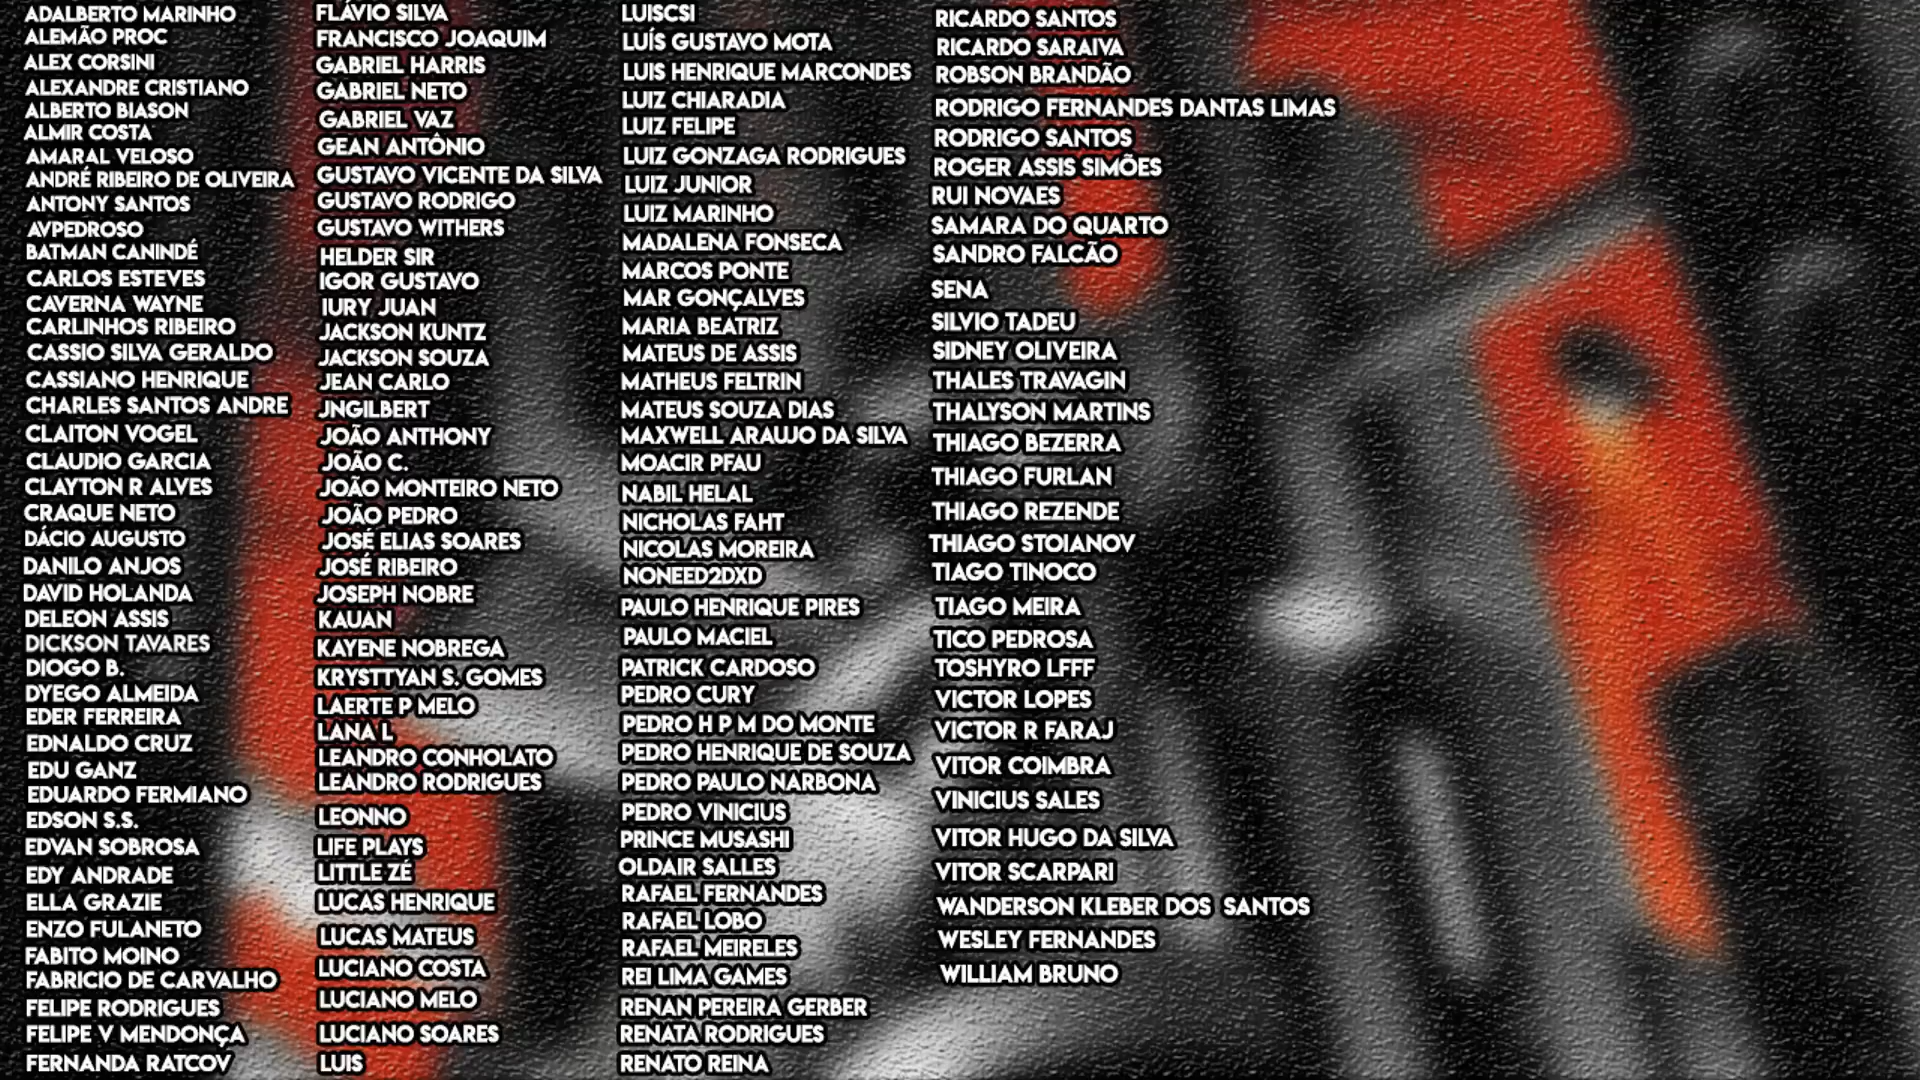 ADALBERTO MARINHO
ALEMÃO PROC
ALEX CORSINI
ALEXANDRE CRISTIANO
ALBERTO BIASON
ALMIR COSTA
AMARAL VELOSO
ANDRÉ RIBEIRO DE OLIVEIRA
ANTONY SANTOS
AVPEDROSO
BATMAN CANINDÉ
CARLOS ESTEVES
CAVERNA WAYNE
CARLINHOS RIBEIRO
CASSIO SILVA GERALDO
CASSIANO HENRIQUE
CHARLES SANTOS ANDRE
CLAITON VOGEL
CLAUDIO GARCIA
CLAYTON R ALVES
CRAQUE NETO
DÁCIO AUGUSTO
DANILO ANJOS
DAVID HOLANDA
DELEON ASSIS
DICKSON TAVARES
DIOGO B.
DYEGO ALMEIDA
EDER FERREIRA
EDNALDO CRUZ
EDU GANZ
EDUARDO FERMIANO
EDSON S.S.
EDVAN SOBROSA
EDY ANDRADE
ELLA GRAZIE
ENZO FULANETO
FABITO MOINO
FABRICIO DE CARVALHO
FELIPE RODRIGUES
FELIPE V MENDONÇA
FERNANDA RATCOV
FLÁVIO SILVA
FRANCISCO JOAQUIM
GABRIEL HARRIS
GABRIEL NETO
GABRIEL VAZ
GEAN ANTÔNIO
GUSTAVO VICENTE DA SILVA
GUSTAVO RODRIGO
GUSTAVO WITHERS
HELDER SIR
IGOR GUSTAVO
IURY JUAN
JACKSON KUNTZ
JACKSON SOUZA
JEAN CARLO
JNGILBERT
JOÃO ANTHONY
JOÃO C.
JOÃO MONTEIRO NETO
JOÃO PEDRO
JOSÉ ELIAS SOARES
JOSÉ RIBEIRO
JOSEPH NOBRE
KAUAN
KAYENE NOBREGA
KRYSTTYAN S. GOMES
LAERTE P MELO
LANA L
LEANDRO CONHOLATO
LEANDRO RODRIGUES
LEONNO
LIFE PLAYS
LITTLE ZÉ
LUCAS HENRIQUE
LUCAS MATEUS
LUCIANO COSTA
LUCIANO MELO
LUCIANO SOARES
LUIS
LUISCSI
LUÍS GUSTAVO MOTA
LUIS HENRIQUE MARCONDES
LUIZ CHIARADIA
LUIZ FELIPE
LUIZ GONZAGA RODRIGUES
LUIZ JUNIOR
LUIZ MARINHO
MADALENA FONSECA
MARCOS PONTE
MAR GONÇALVES
MARIA BEATRIZ
MATEUS DE ASSIS
MATHEUS FELTRIN
MATEUS SOUZA DIAS
MAXWELL ARAUJO DA SILVA
MOACIR PFAU
NABIL HELAL
NICHOLAS FAHT
NICOLAS MOREIRA
NONEED2DXD
PAULO HENRIQUE PIRES
PAULO MACIEL
PATRICK CARDOSO
PEDRO CURY
PEDRO H P M DO MONTE
PEDRO HENRIQUE DE SOUZA
PEDRO PAULO NARBONA
PEDRO VINICIUS
PRINCE MUSASHI
OLDAIR SALLES
RAFAEL FERNANDES
RAFAEL LOBO
RAFAEL MEIRELES
REI LIMA GAMES
RENAN PEREIRA GERBER
RENATA RODRIGUES
RENATO REINA
RICARDO SANTOS
RICARDO SARAIVA
ROBSON BRANDÃO
RODRIGO FERNANDES DANTAS LIMAS
RODRIGO SANTOS
ROGER ASSIS SIMÕES
RUI NOVAES
SAMARA DO QUARTO
SANDRO FALCÃO
SENA
SILVIO TADEU
SIDNEY OLIVEIRA
THALES TRAVAGIN
THALYSON MARTINS
THIAGO BEZERRA
THIAGO FURLAN
THIAGO REZENDE
THIAGO STOIANOV
TIAGO TINOCO
TIAGO MEIRA
TICO PEDROSA
TOSHYRO LFFF
VICTOR LOPES
VICTOR R FARAJ
VITOR COIMBRA
VINICIUS SALES
VITOR HUGO DA SILVA
VITOR SCARPARI
WANDERSON KLEBER DOS SANTOS
WESLEY FERNANDES
WILLIAM BRUNO